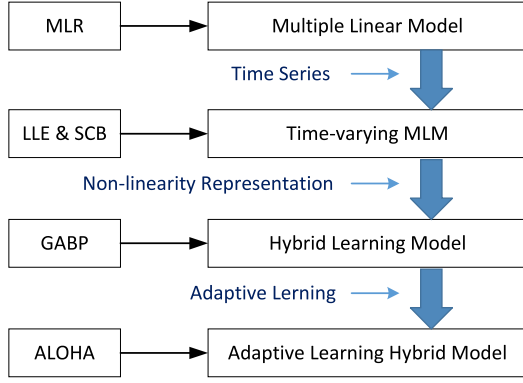 MLR
Multiple Linear Model
Time Series
LLE & SCB
Time-varying MLM
Non-linearity Representation
GABP
Hybrid Learning Model
Adaptive Lerning
ALOHA
Adaptive Learning Hybrid Model